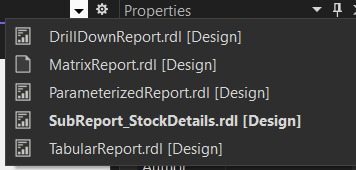 Properties
DrillDownReport.rdl [Design]
MatrixReport.rdl [Design]
ParameterizedReport.rdl [Design]
SubReport_StockDetails.rdl [Design]
TabularReport.rdl [Design]